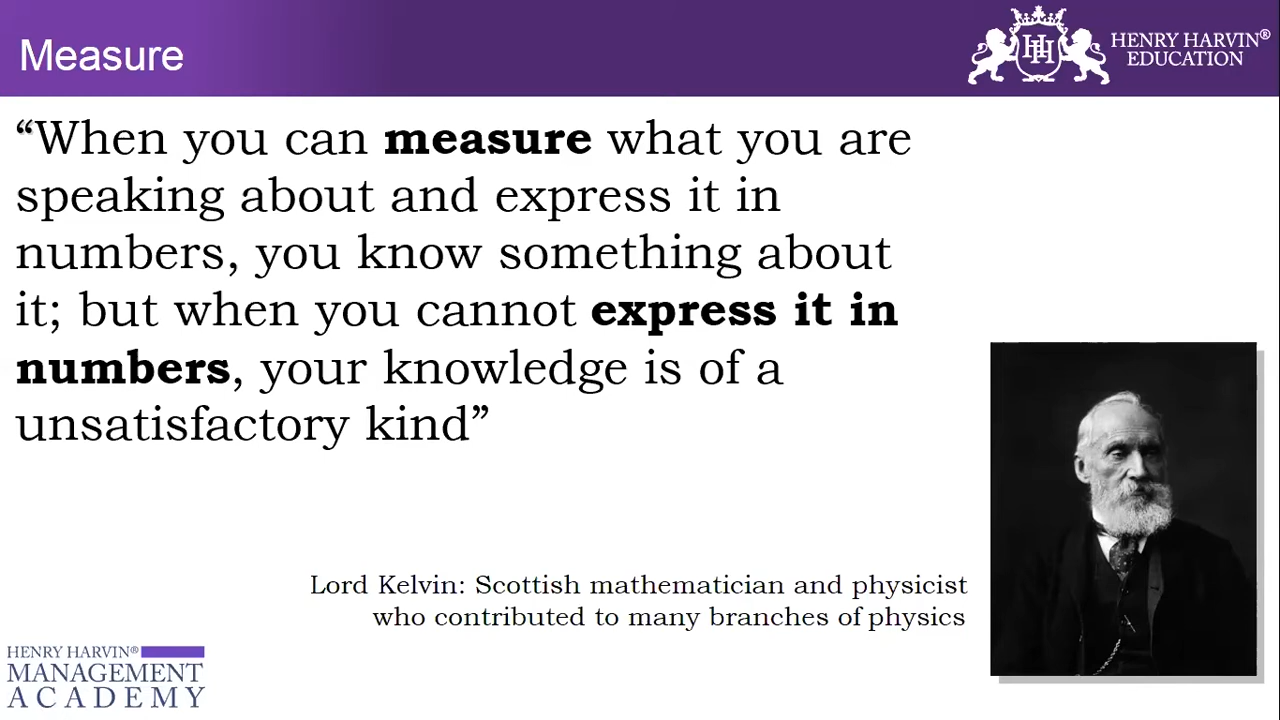 Measure
HENRY HARVIN®
EDUCATION
“When you can measure what you are
speaking about and express it in
numbers, you know something about
it; but when you cannot express it in
numbers, your knowledge is of a
unsatisfactory kind”
Lord Kelvin: Scottish mathematician and physicist
who contributed to many branches of physics
HENRY HARVIN®
MANAGEMENT
ACADEMY